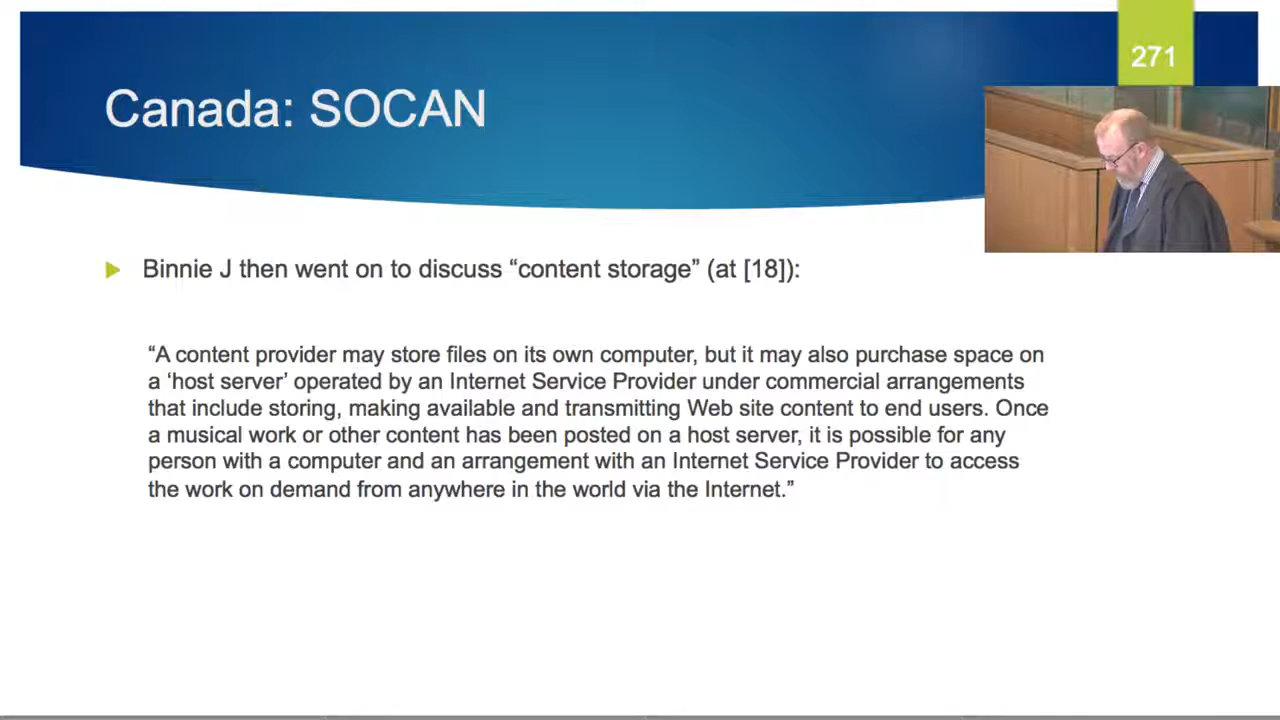 271
Canada: SOCAN
Binnie J then went on to discuss “content storage” (at [18]):
“A content provider may store files on its own computer, but it may also purchase space on
a ‘host server’ operated by an Internet Service Provider under commercial arrangements
that include storing, making available and transmitting Web site content to end users. Once
a musical work or other content has been posted on a host server, it is possible for any
person with a computer and an arrangement with an Internet Service Provider to access
the work on demand from anywhere in the world via the Internet.”